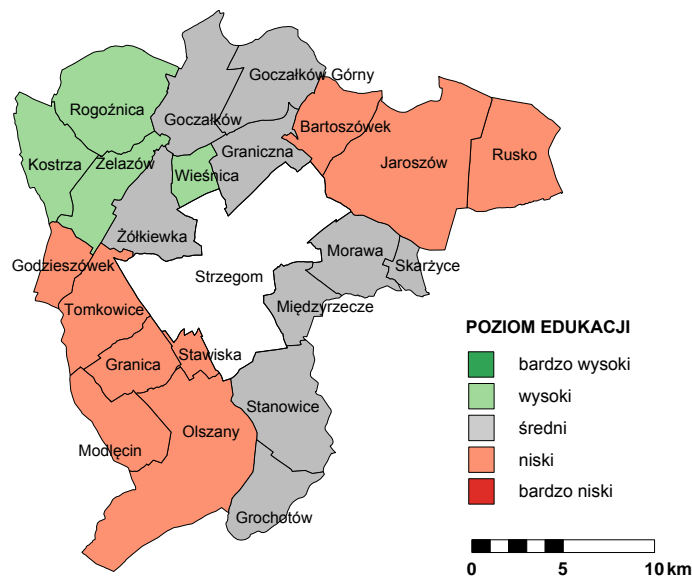 Goczałków Górny
Rogoźnica
Goczałków
Bartoszówek
Graniczna
Rusko
Kostrza
Żelazów
Jaroszów
Wieśnica
Żółkiewka
Morawa
Godzieszówek
Skarżyce
Strzegom
Tomkowice
Międzyrzecze
Granica
Stawiska
Stanowice
Olszany
Modlęcin
Grochotów
POZIOM EDUKACJI
bardzo wysoki
wysoki
średni
niski
bardzo niski
0 5 10 km